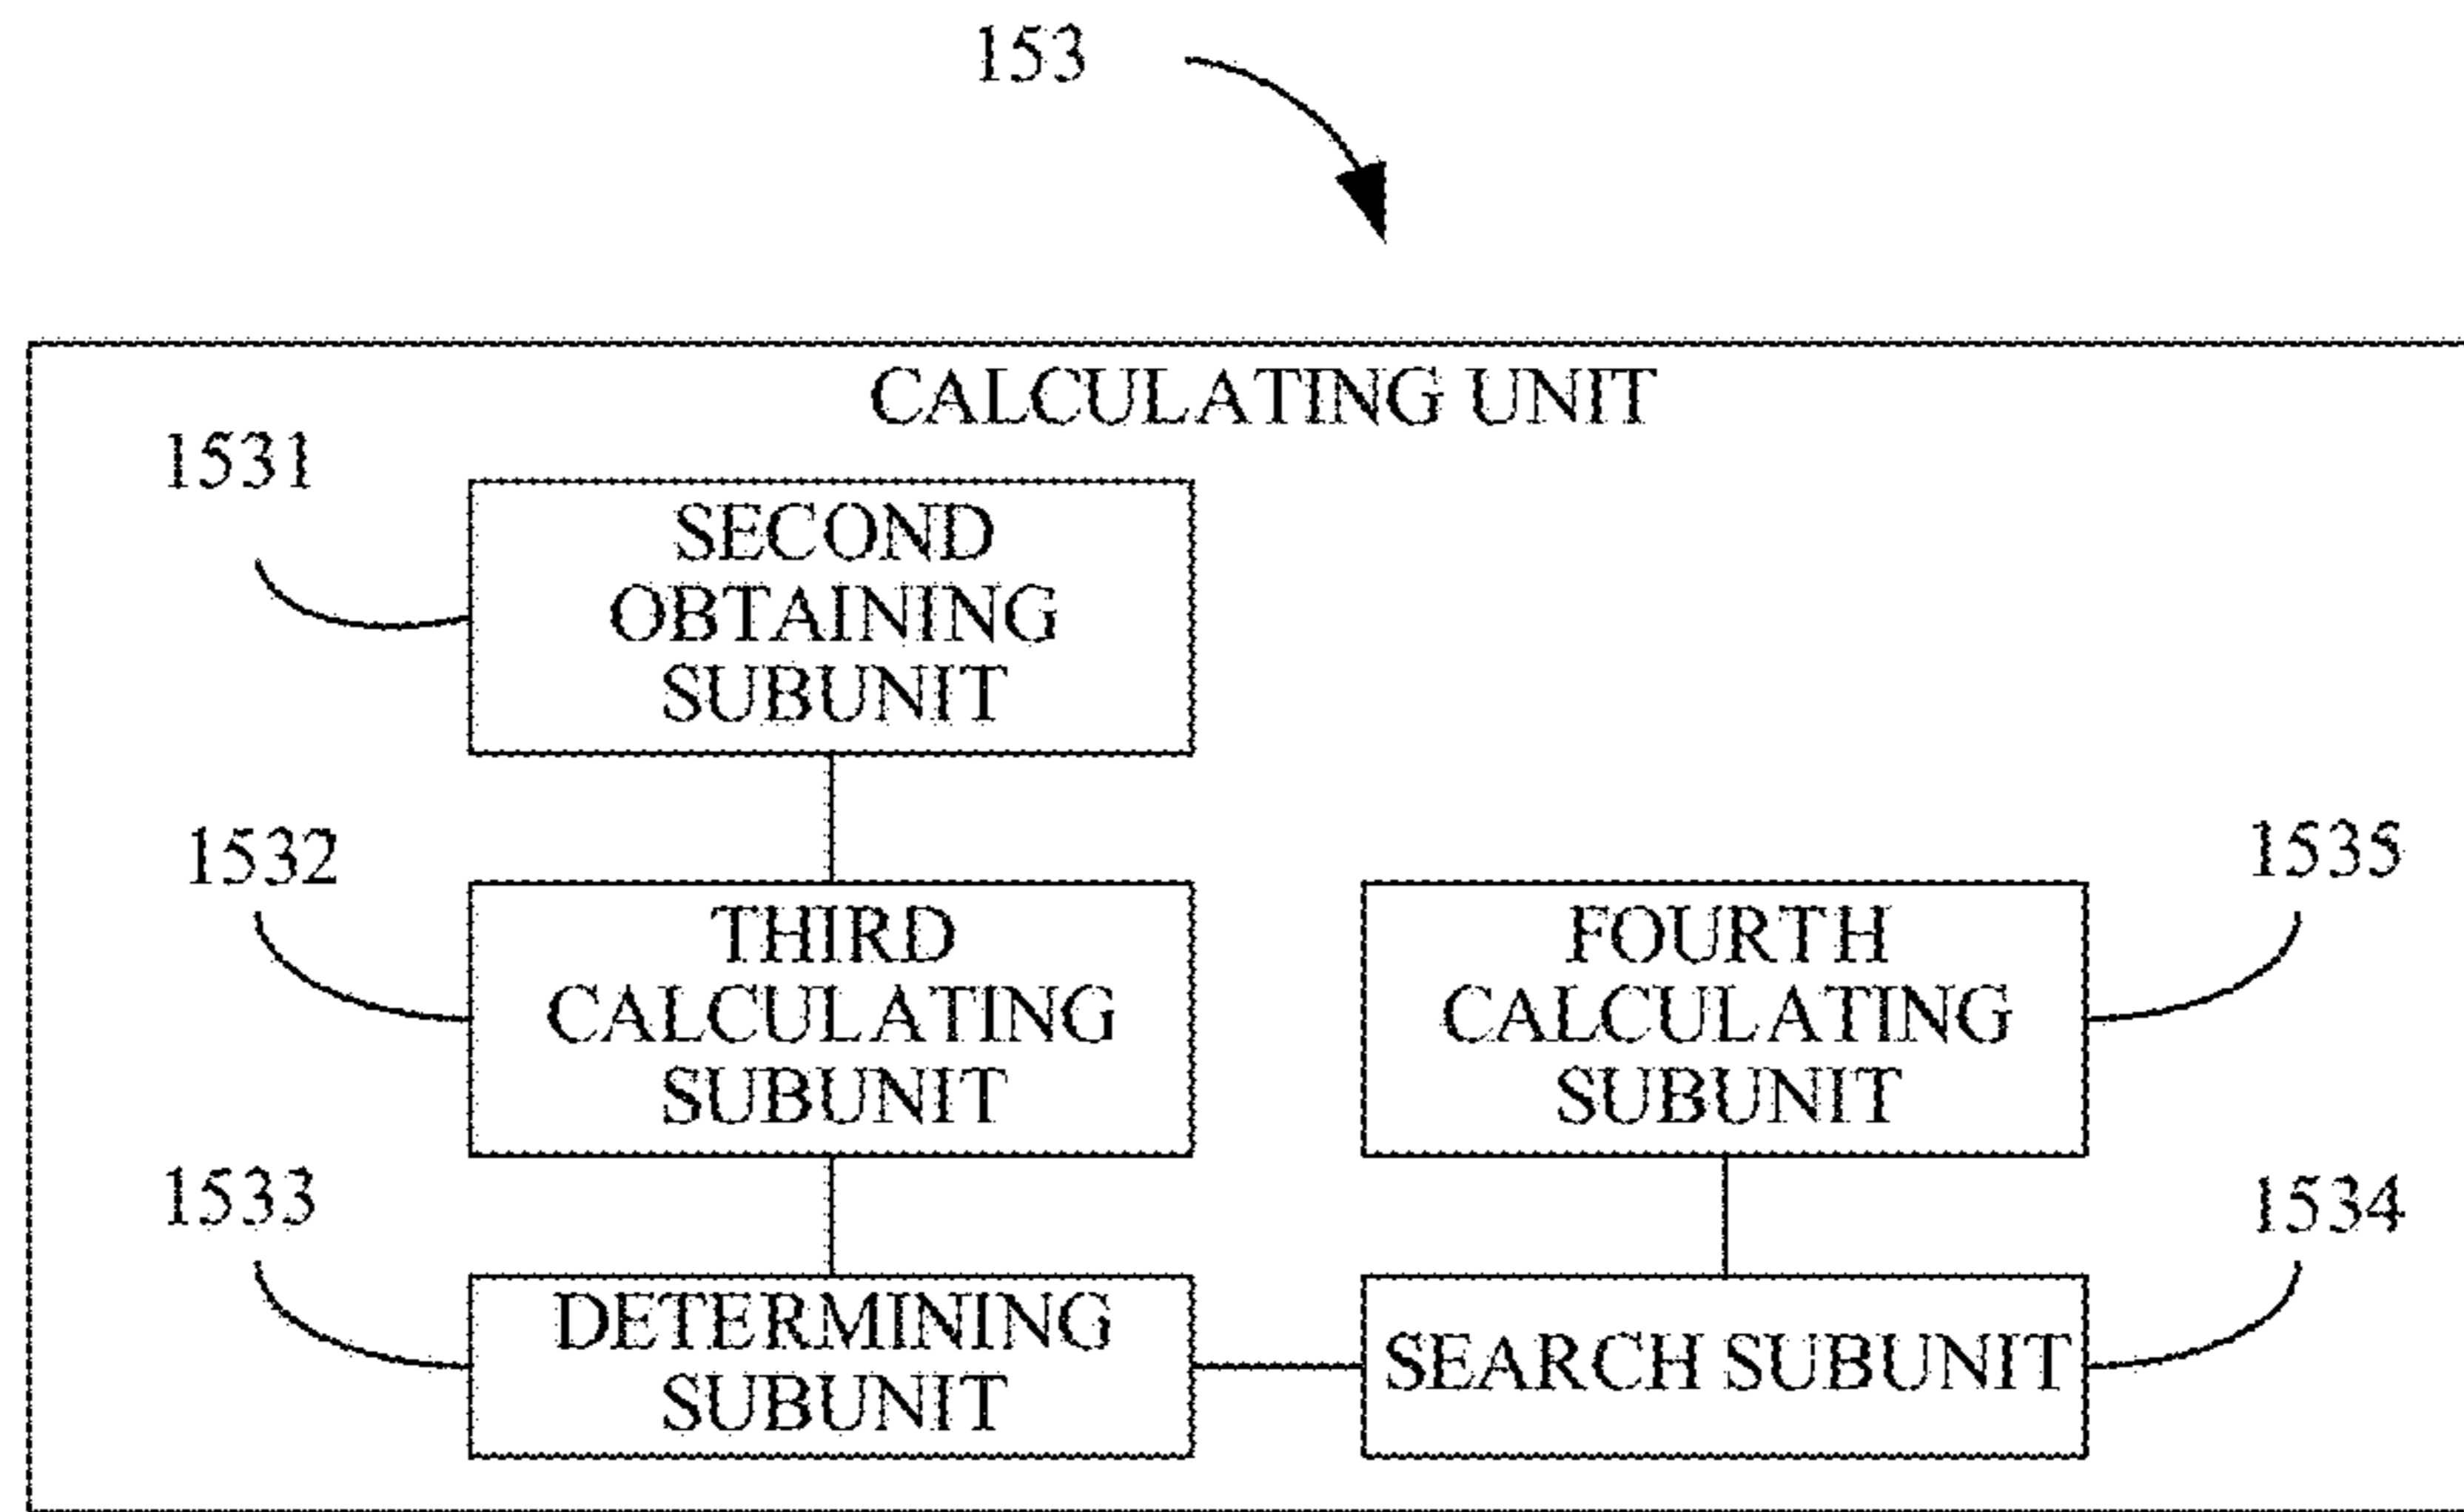 153
CALCULATING UNIT
1531
SECOND
OBTAINING
SUBUNIT
1532
THIRD
CALCULATING
SUBUNIT
FOURTH
CALCULATING
SUBUNIT
1535
1533
DETERMINING
SUBUNIT
SEARCH SUBUNIT
1534